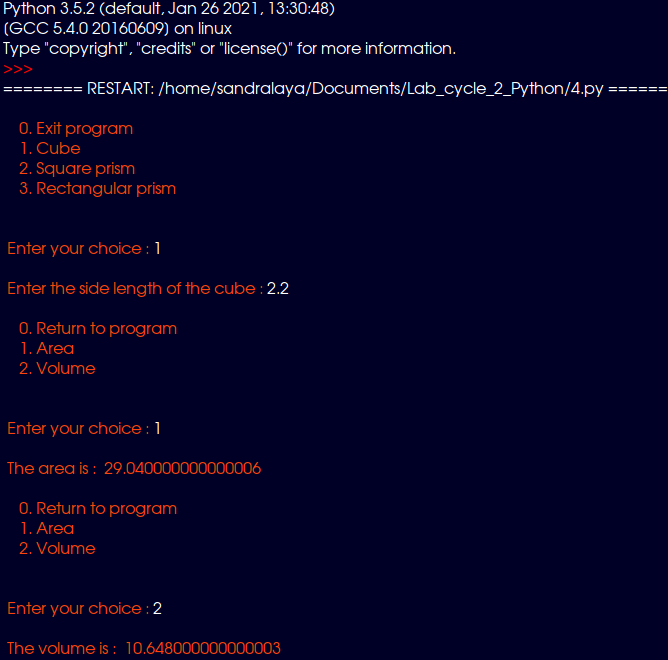 Python 3.5.2 (default, Jan 26 2021, 13:30:48)
[GCC 5.4.0 20160609] on linux
Type "copyright", "credits" or "license()" for more information.
>>>
======== RESTART: /home/sandralaya/Documents/Lab_cycle_2_Python/4.py ======
0. Exit program
1. Cube
2. Square prism
3. Rectangular prism
Enter your choice : 1
Enter the side length of the cube : 2.2
0. Return to program
1. Area
2. Volume
Enter your choice : 1
The area is :  29.040000000000006
0. Return to program
1. Area
2. Volume
Enter your choice : 2
The volume is :  10.648000000000003